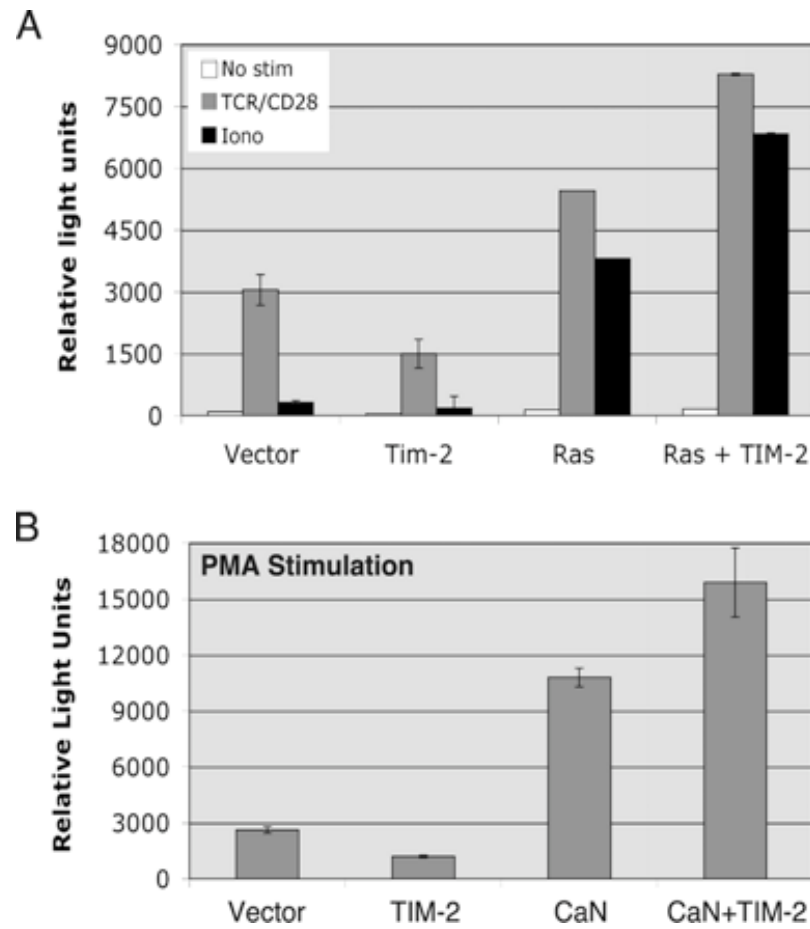 A
Relative light units
9000
7500
6000
4500
3000
1500
0
No stim
TCR/CD28
Iono
Vector Tim-2 Ras Ras + TIM-2
B
Relative Light Units
18000
15000
12000
9000
6000
3000
0
PMA Stimulation
Vector TIM-2 CaN CaN+TIM-2